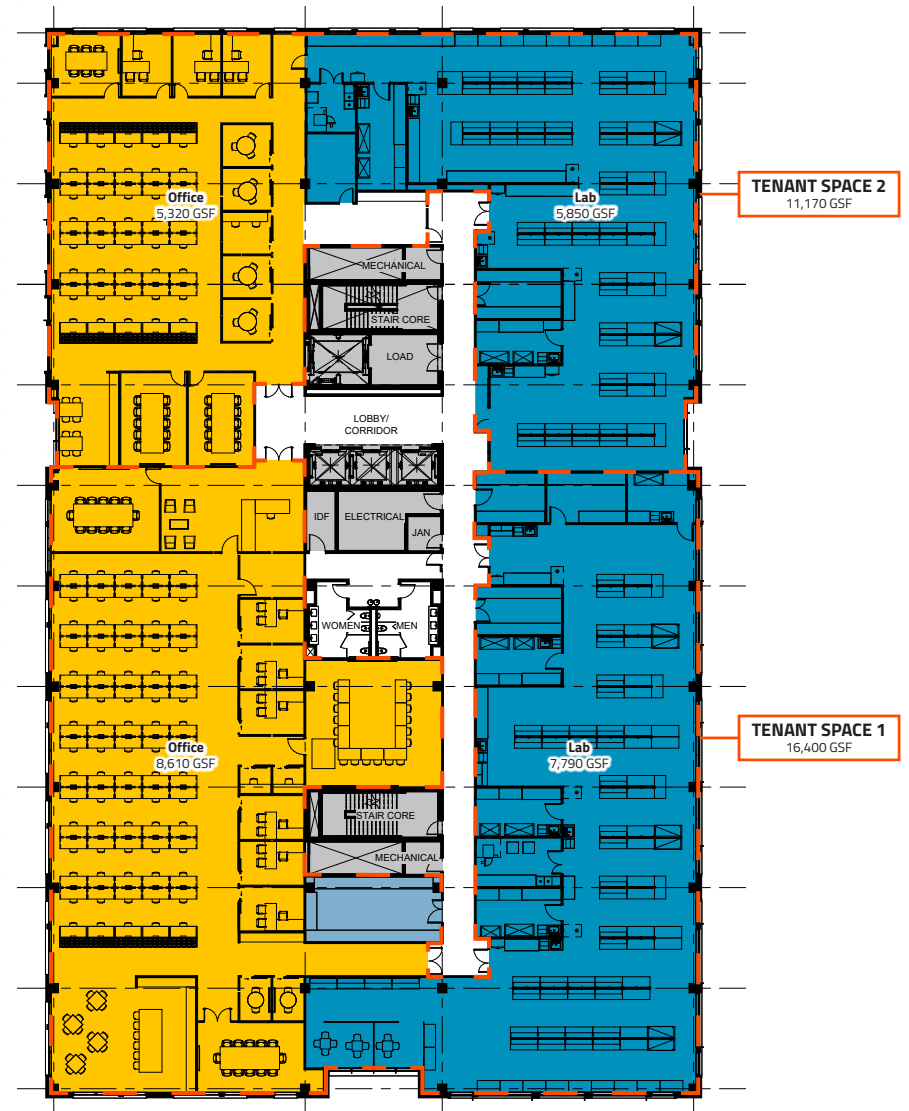 Office
5,320 GSF
Lab
5,850 GSF
TENANT SPACE 2
11,170 GSF
MECHANICAL
STAIR CORE
LOAD
LOBBY/
CORRIDOR
IDF
ELECTRICAL
JAN
WOMEN
MEN
Office
8,610 GSF
Lab
7,790 GSF
TENANT SPACE 1
16,400 GSF
STAIR CORE
MECHANICAL